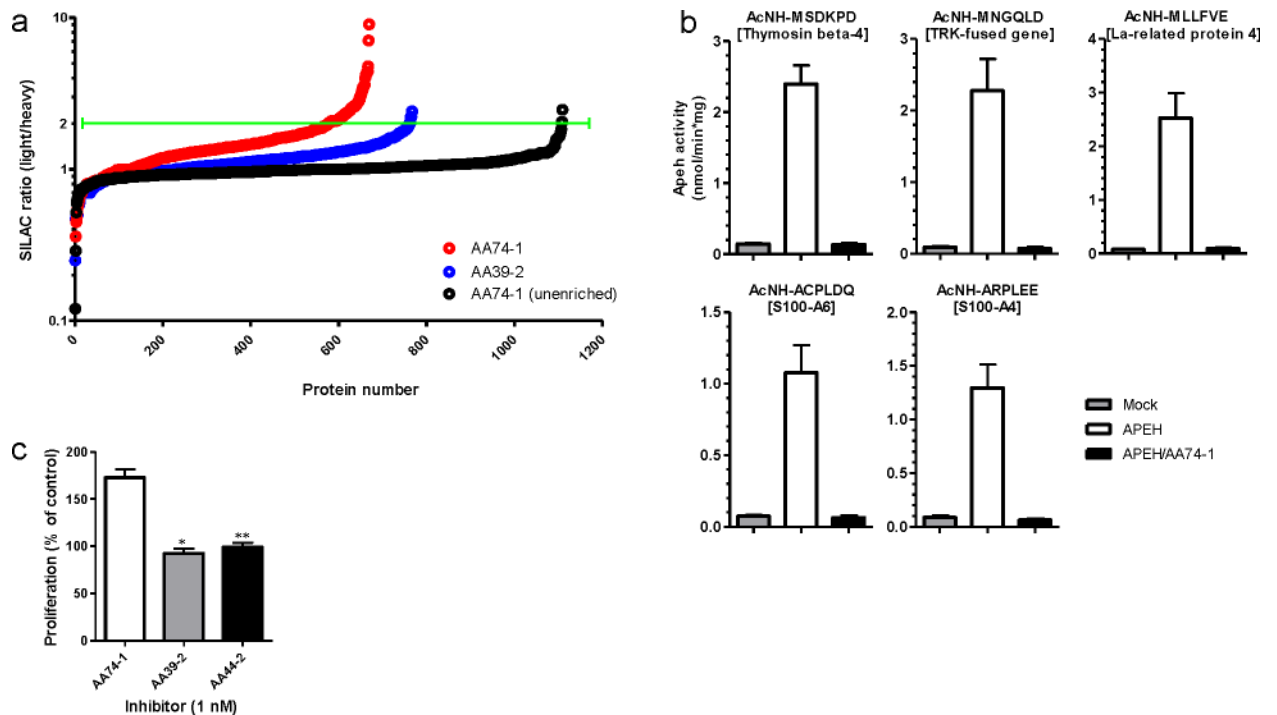 a
SILAC ratio (light/heavy)
10
2
1
0.1
0
200
400
600
800
1000
1200
Protein number
AA74-1
AA39-2
AA74-1 (unenriched)
b
Apeh activity
(nmol/min*mg)
AcNH-MSDKPD
[Thymosin beta-4]
3
2
1
0
AcNH-MNGQLD
[TRK-fused gene]
3
2
1
0
AcNH-MLLFVE
[La-related protein 4]
4
3
2
1
0
AcNH-ACPLDQ
[S100-A6]
1.5
1.0
0.5
0.0
AcNH-ARPLEE
[S100-A4]
2.0
1.5
1.0
0.5
0.0
Mock
APEH
APEH/AA74-1
c
Proliferation (% of control)
200
150
100
50
0
*
**
AA74-1
AA39-2
AA44-2
Inhibitor (1 nM)